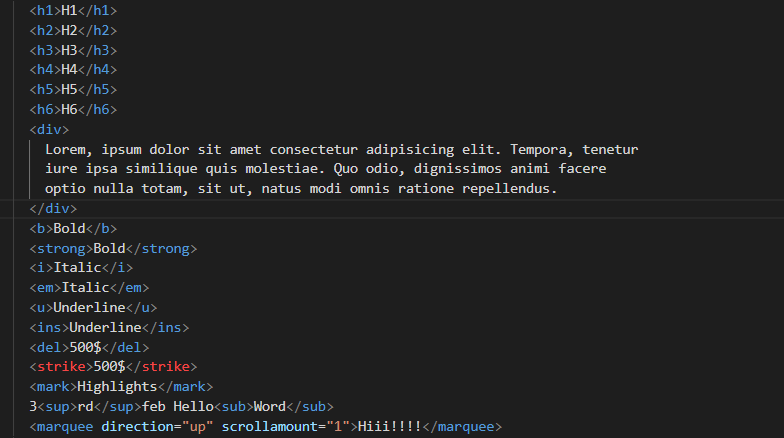 <h1>H1</h1>
<h2>H2</h2>
<h3>H3</h3>
<h4>H4</h4>
<h5>H5</h5>
<h6>H6</h6>
<div>
Lorem, ipsum dolor sit amet consectetur adipisicing elit. Tempora, tenetur
iure ipsa similique quis molestiae. Quo odio, dignissimos animi facere
optio nulla totam, sit ut, natus modi omnis ratione repellendus.
</div>
<b>Bold</b>
<strong>Bold</strong>
<i>Italic</i>
<em>Italic</em>
<u>Underline</u>
<ins>Underline</ins>
<del>500$</del>
<strike>500$</strike>
<mark>Highlights</mark>
3<sup>rd</sup>feb Hello<sub>Word</sub>
<marquee direction="up" scrollamount="1">Hiii!!!!</marquee>